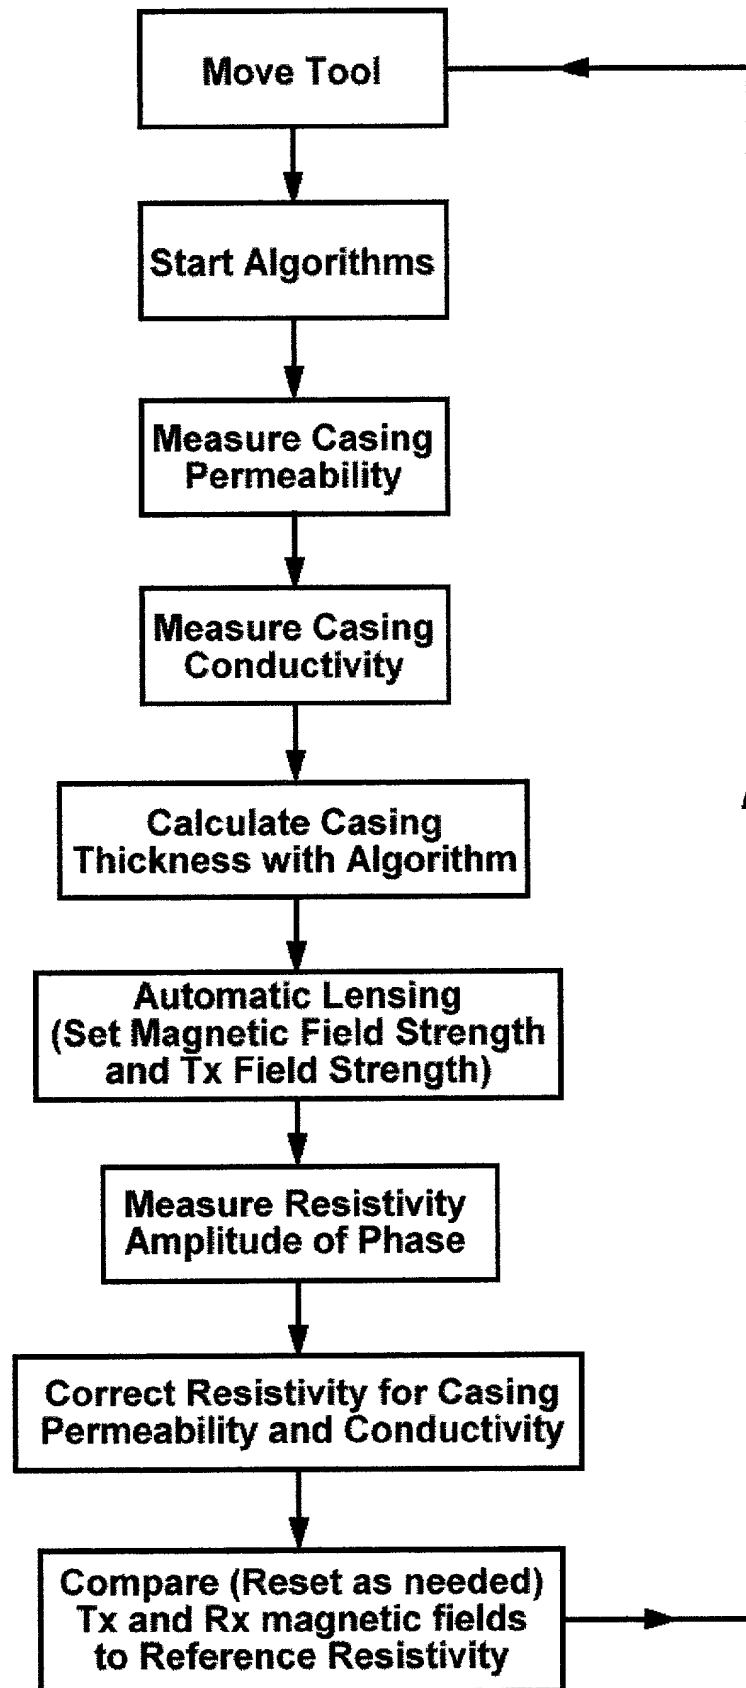 Move Tool
Start Algorithms
Measure Casing
Permeability
Measure Casing
Conductivity
Calculate Casing
Thickness with Algorithm
Automatic Lensing
(Set Magnetic Field Strength
and Tx Field Strength)
Measure Resistivity
Amplitude of Phase
Correct Resistivity for Casing
Permeability and Conductivity
Compare (Reset as needed)
Tx and Rx magnetic fields
to Reference Resistivity